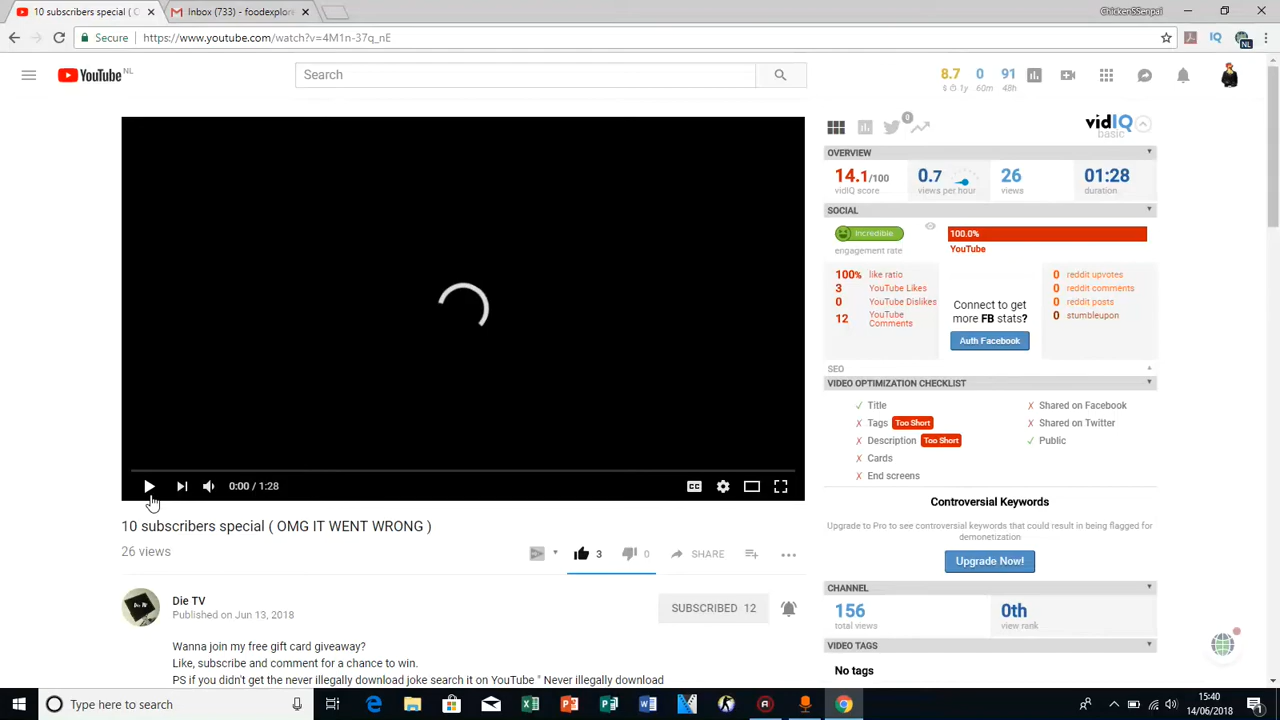 10 subscribers special ( 
Inbox (733) - foodexplor
ChickenSSenpai
Secure
https://www.youtube.com/watch?v=4M1n-37q_nE
IQ
NL
YouTube NL
Search
8.7 0 91
1y 60m 48h
0
vidIQ
basic
OVERVIEW
14.1/100 0.7 26 01:28
vidIQ score views per hour views duration
SOCIAL
Incredible 100.0%
engagement rate YouTube
100% like ratio
3 YouTube Likes
0 YouTube Dislikes
12 YouTube Comments
Connect to get
more FB stats?
Auth Facebook
0 reddit upvotes
0 reddit comments
0 reddit posts
0 stumbleupon
SEO
VIDEO OPTIMIZATION CHECKLIST
Title
Tags Too Short
Description Too Short
Cards
End screens
Shared on Facebook
Shared on Twitter
Public
Controversial Keywords
Upgrade to Pro to see controversial keywords that could result in being flagged for
demonetization
Upgrade Now!
CHANNEL
156 0th
total views view rank
VIDEO TAGS
No tags
0:00 / 1:28
CC
10 subscribers special ( OMG IT WENT WRONG )
26 views
3 0 SHARE
Die TV
Published on Jun 13, 2018
SUBSCRIBED 12
Wanna join my free gift card giveaway?
Like, subscribe and comment for a chance to win.
PS if you didn't get the never illegally download joke search it on YouTube " Never illegally download
Type here to search
15:40
14/06/2018